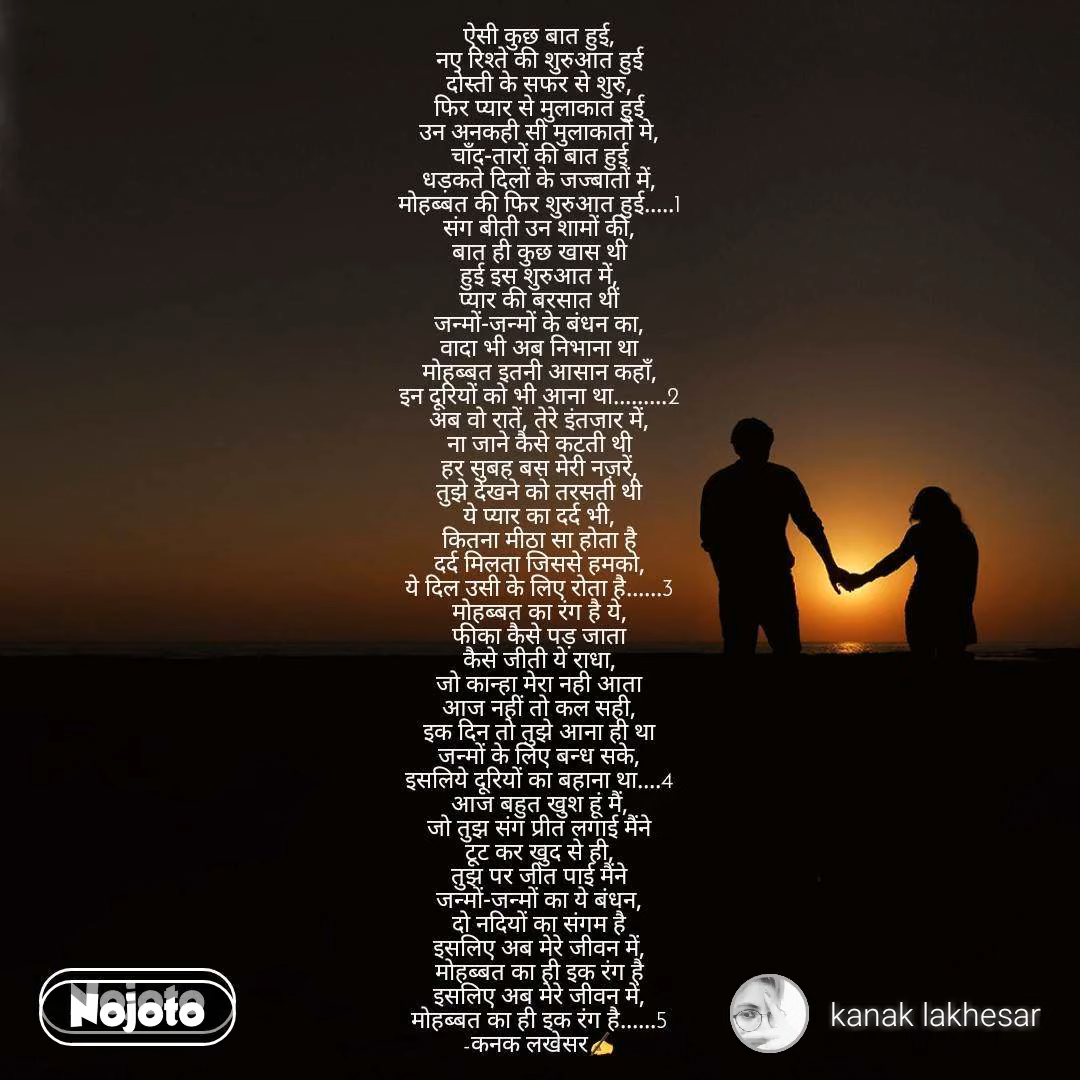 ऐसी कुछ बात हुई,
नए रिश्ते की शुरुआत हुई
दोस्ती के सफर से शुरु,
फिर प्यार से मुलाकात हुई
उन अनकही सी मुलाकातों मे,
चाँद-तारों की बात हुई
धड़कते दिलों के जज्बातों में,
मोहब्बत की फिर शुरुआत हुई.....1
संग बीती उन शामों की,
बात ही कुछ खास थी
हुई इस शुरुआत में,
प्यार की बरसात थीं
जन्मों-जन्मों के बंधन का,
वादा भी अब निभाना था
मोहब्बत इतनी आसान कहाँ,
इन दूरियों को भी आना था.........2
अब वो रातें, तेरे इंतजार में,
ना जाने कैसे कटती थी
हर सुबह बस मेरी नज़रें,
तुझे देखने को तरसती थी
ये प्यार का दर्द भी,
कितना मीठा सा होता है
दर्द मिलता जिससे हमको,
ये दिल उसी के लिए रोता है......3
मोहब्बत का रंग है ये,
फीका कैसे पड़ जाता
कैसे जीती ये राधा,
जो कान्हा मेरा नही आता
आज नहीं तो कल सही,
इक दिन तो तुझे आना ही था
जन्मों के लिए बन्ध सके,
इसलिये दूरियों का बहाना था....4
आज बहुत खुश हूं मैं,
जो तुझ संग प्रीत लगाई मैंने
टूट कर खुद से ही,
तुझ पर जीत पाई मैंने
जन्मों-जन्मों का ये बंधन,
दो नदियों का संगम है
इसलिए अब मेरे जीवन में,
मोहब्बत का ही इक रंग है
इसलिए अब मेरे जीवन में,
मोहब्बत का ही इक रंग है......5
-कनक लखेसर✍
Nojoto
kanak lakhesar